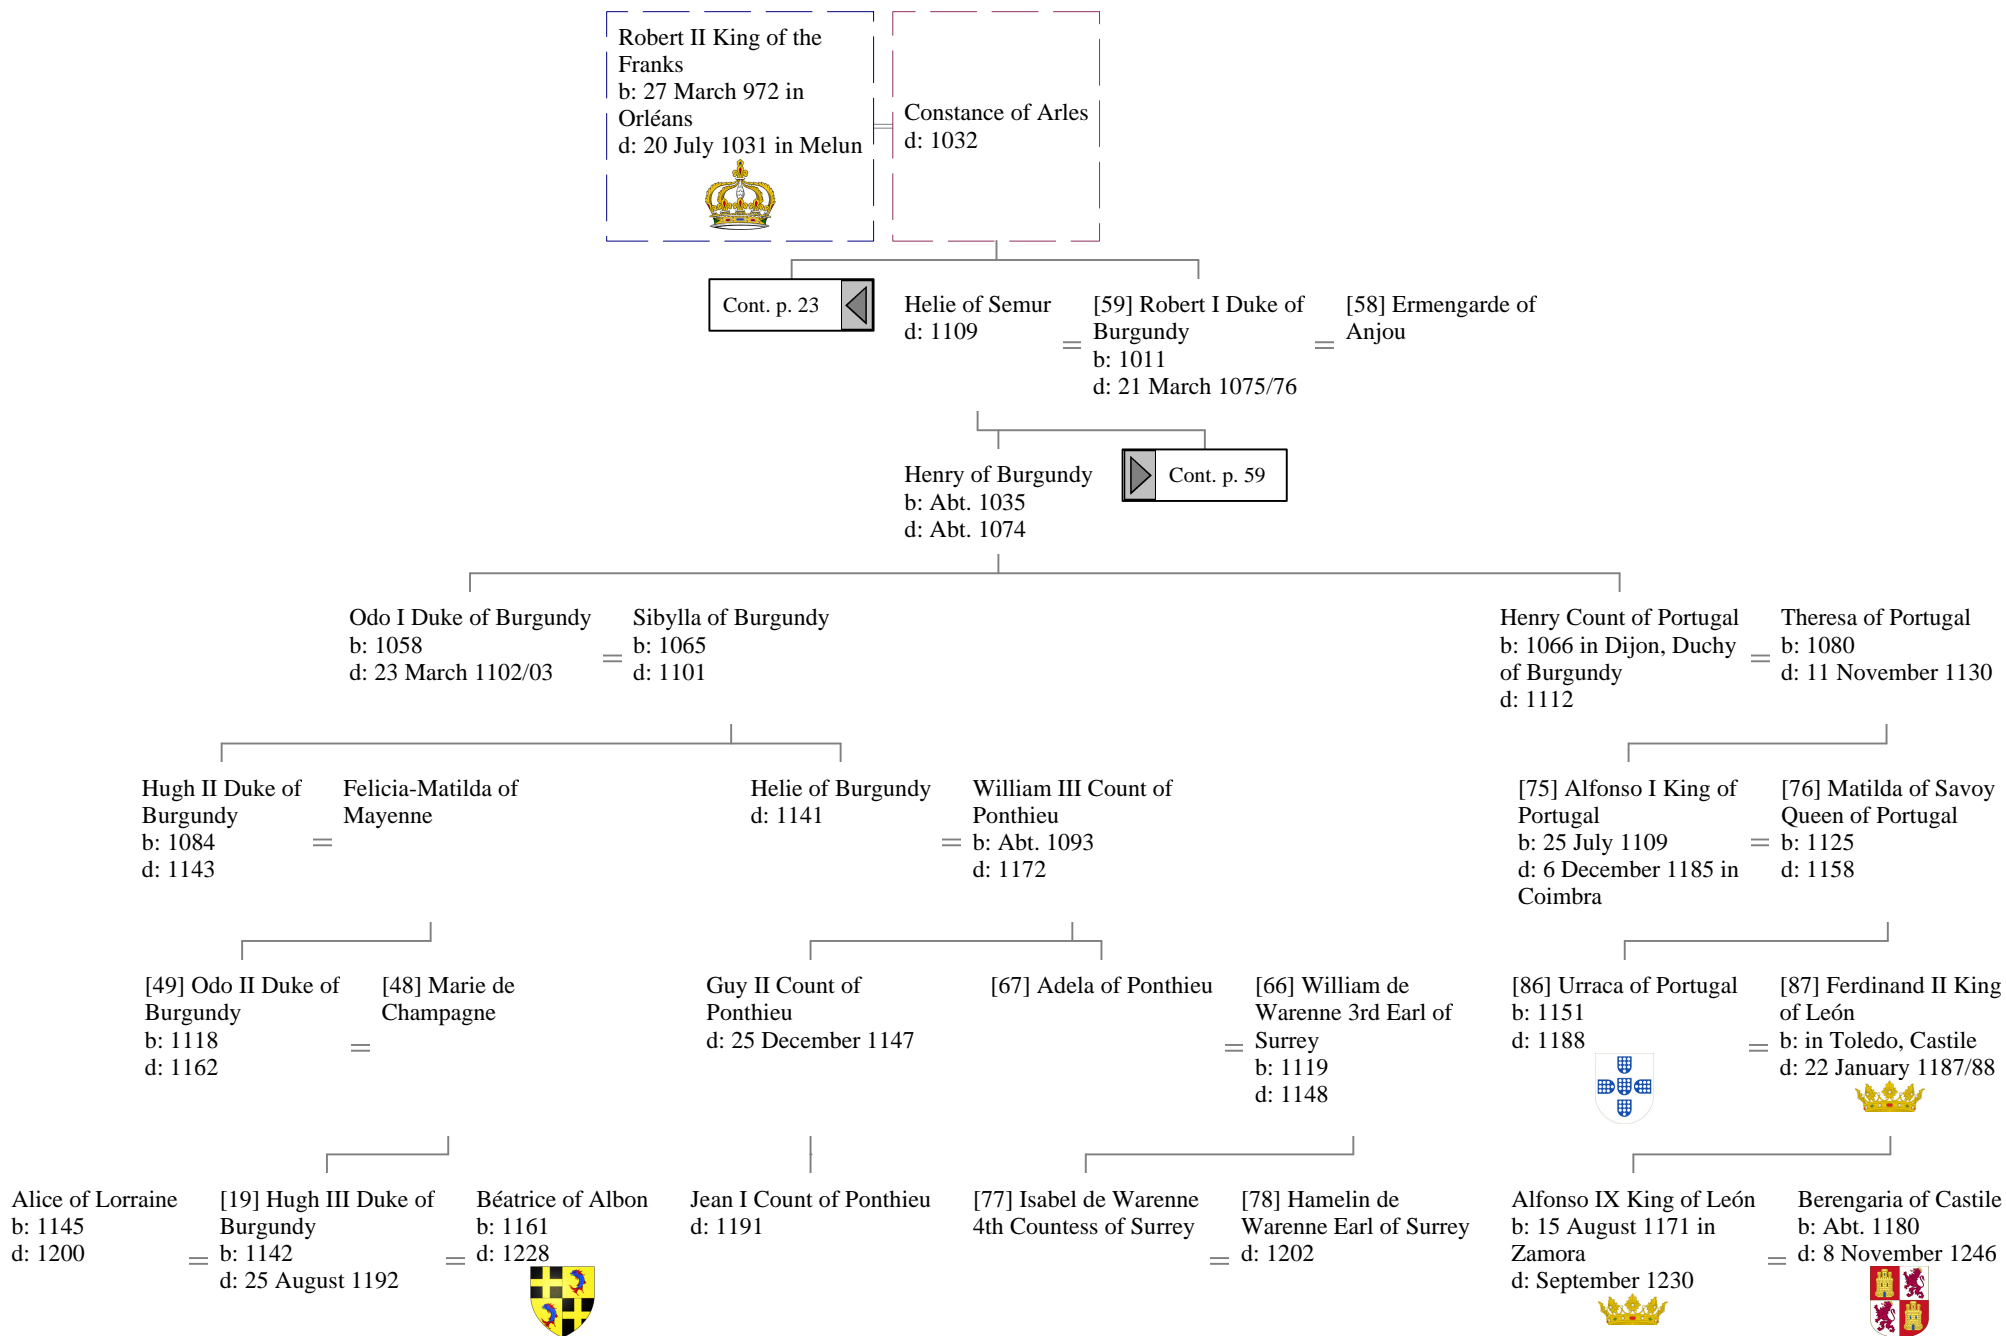 Robert II King of the
Franks
b: 27 March 972 in
Orléans
d: 20 July 1031 in Melun
Constance of Arles
d: 1032
Cont. p. 23
Helie of Semur
d: 1109
[59] Robert I Duke of
Burgundy
b: 1011
d: 21 March 1075/76
[58] Ermengarde of
Anjou
Henry of Burgundy
b: Abt. 1035
d: Abt. 1074
Cont. p. 59
Odo I Duke of Burgundy
b: 1058
d: 23 March 1102/03
Sibylla of Burgundy
b: 1065
d: 1101
Henry Count of Portugal
b: 1066 in Dijon, Duchy
of Burgundy
d: 1112
Theresa of Portugal
b: 1080
d: 11 November 1130
Hugh II Duke of
Burgundy
b: 1084
d: 1143
Felicia-Matilda of
Mayenne
Helie of Burgundy
d: 1141
William III Count of
Ponthieu
b: Abt. 1093
d: 1172
[75] Alfonso I King of
Portugal
b: 25 July 1109
d: 6 December 1185 in
Coimbra
[76] Matilda of Savoy
Queen of Portugal
b: 1125
d: 1158
[49] Odo II Duke of
Burgundy
b: 1118
d: 1162
[48] Marie de
Champagne
Guy II Count of
Ponthieu
d: 25 December 1147
[67] Adela of Ponthieu
[66] William de
Warenne 3rd Earl of
Surrey
b: 1119
d: 1148
[86] Urraca of Portugal
b: 1151
d: 1188
[87] Ferdinand II King
of León
b: in Toledo, Castile
d: 22 January 1187/88
Alice of Lorraine
b: 1145
d: 1200
[19] Hugh III Duke of
Burgundy
b: 1142
d: 25 August 1192
Béatrice of Albon
b: 1161
d: 1228
Jean I Count of Ponthieu
d: 1191
[77] Isabel de Warenne
4th Countess of Surrey
[78] Hamelin de
Warenne Earl of Surrey
d: 1202
Alfonso IX King of León
b: 15 August 1171 in
Zamora
d: September 1230
Berengaria of Castile
b: Abt. 1180
d: 8 November 1246